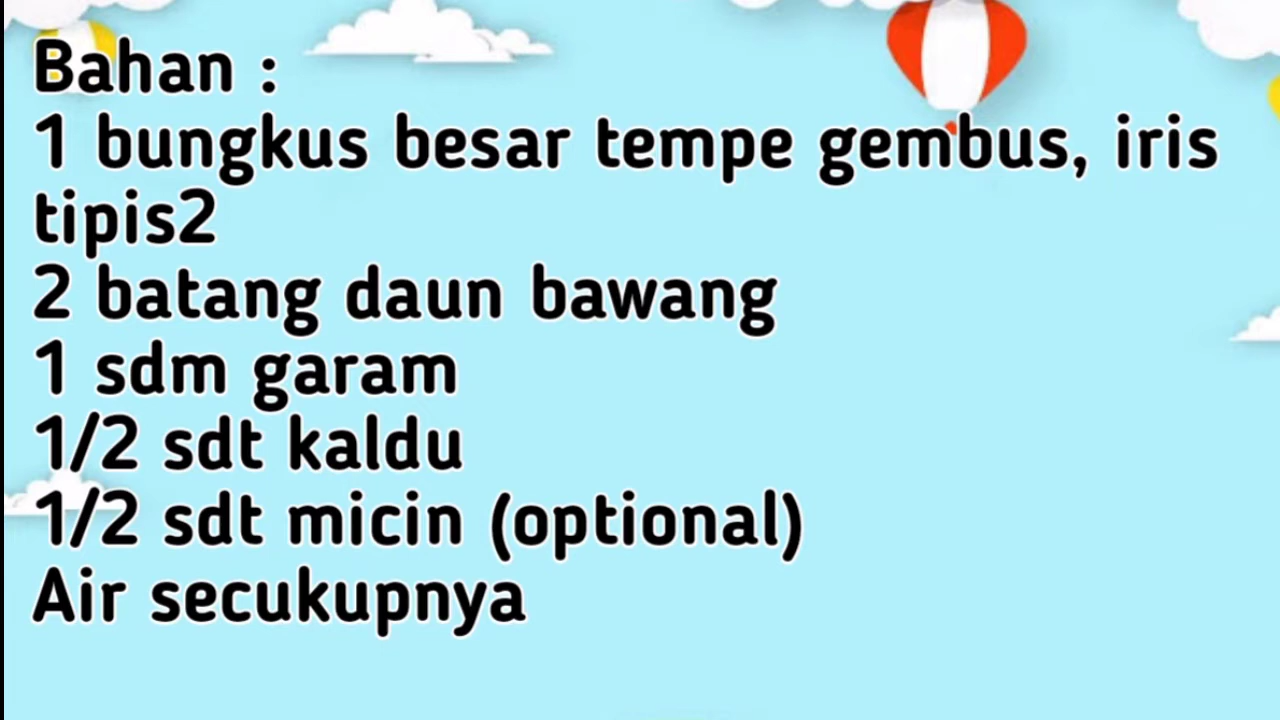 Bahan :
1 bungkus besar tempe gembus, iris
tipis2
2 batang daun bawang
1 sdm garam
1/2 sdt kaldu
1/2 sdt micin (optional)
Air secukupnya